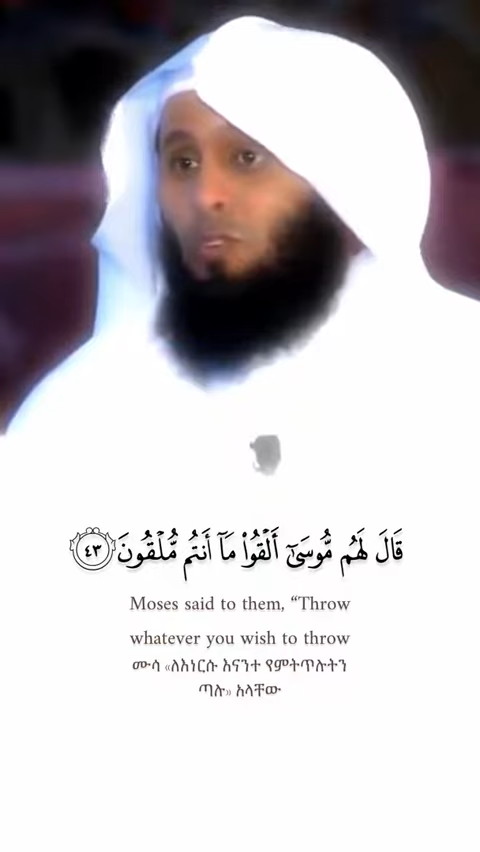 قَالَ لَهُم مُّوسَىٰٓ أَلۡقُواْ مَآ أَنتُم مُّلۡقُونَ ٤٣
Moses said to them, “Throw
whatever you wish to throw
ሙሳ «ለእነርሱ እናንተ የምትጥሉትን
ጣሉ» አላቸው